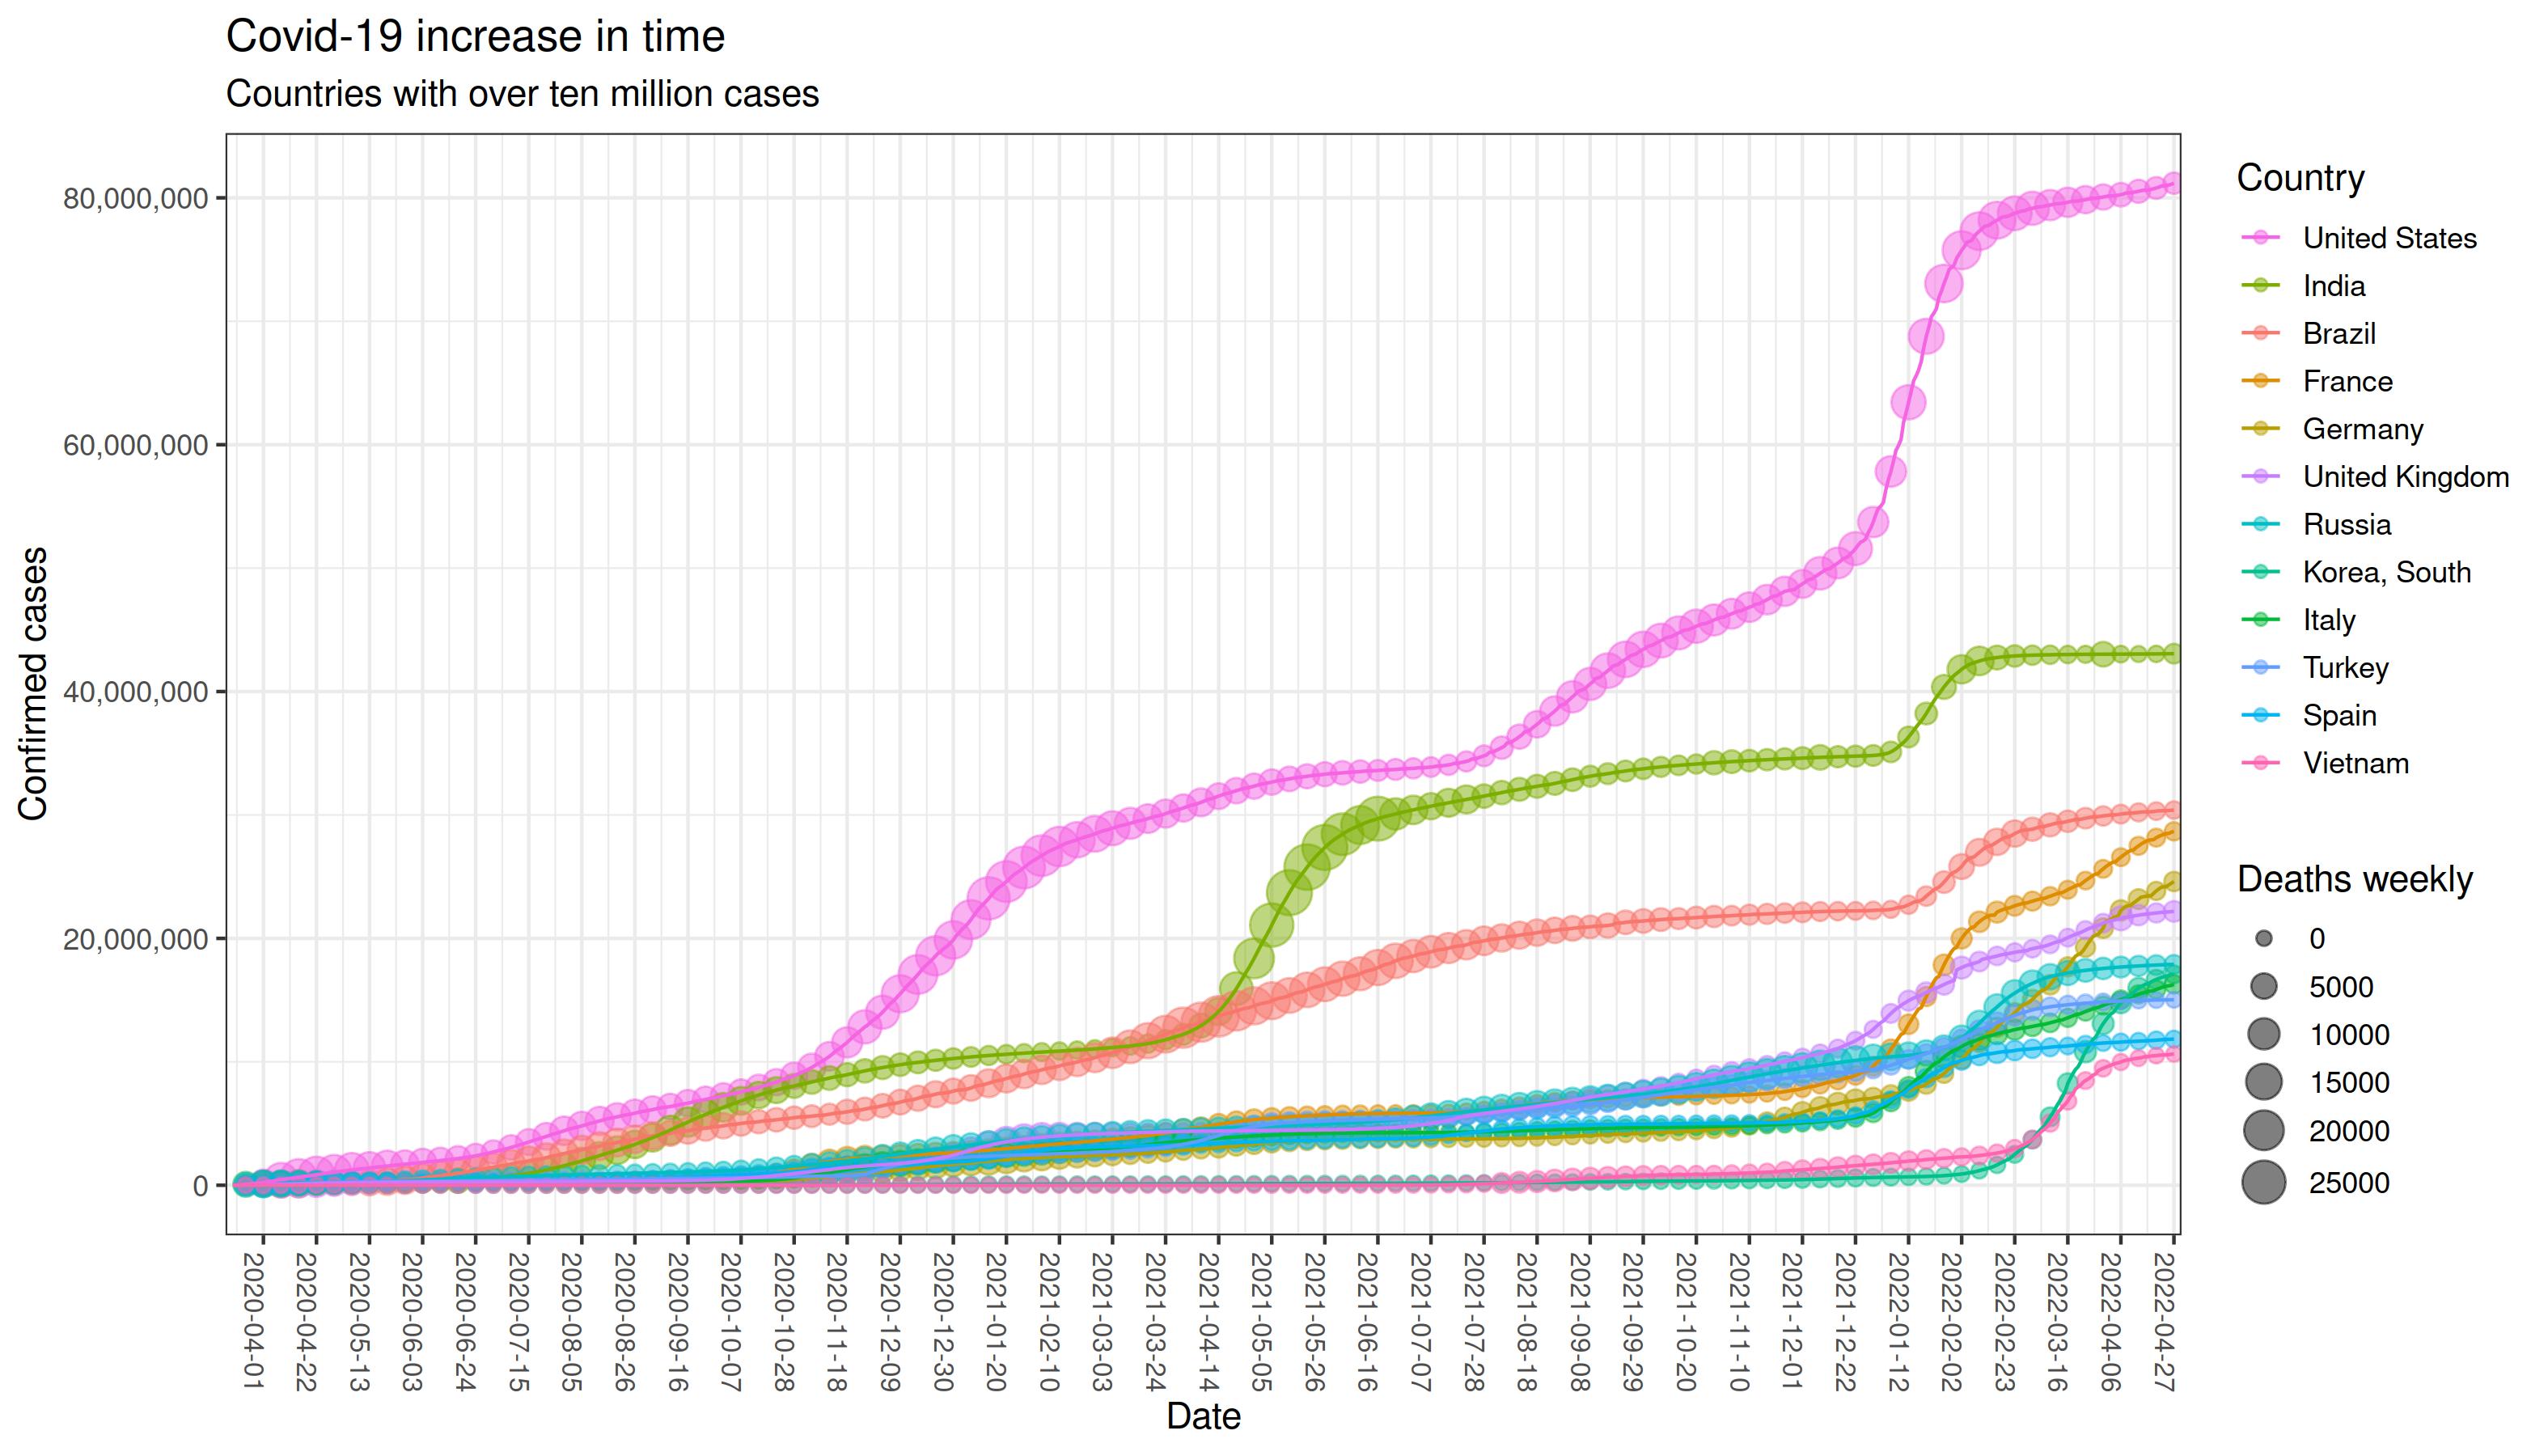 Covid-19 increase in time
Countries with over ten million cases
Confirmed cases
80,000,000
60,000,000
40,000,000
20,000,000
0
2020-04-01
2020-04-22
2020-05-13
2020-06-03
2020-06-24
2020-07-15
2020-08-05
2020-08-26
2020-09-16
2020-10-07
2020-10-28
2020-11-18
2020-12-09
2020-12-30
2021-01-20
2021-02-10
2021-03-03
2021-03-24
2021-04-14
2021-05-05
2021-05-26
2021-06-16
2021-07-07
2021-07-28
2021-08-18
2021-09-08
2021-09-29
2021-10-20
2021-11-10
2021-12-01
2021-12-22
2022-01-12
2022-02-02
2022-02-23
2022-03-16
2022-04-06
2022-04-27
Date
Country
United States
India
Brazil
France
Germany
United Kingdom
Russia
Korea, South
Italy
Turkey
Spain
Vietnam
Deaths weekly
0
5000
10000
15000
20000
25000